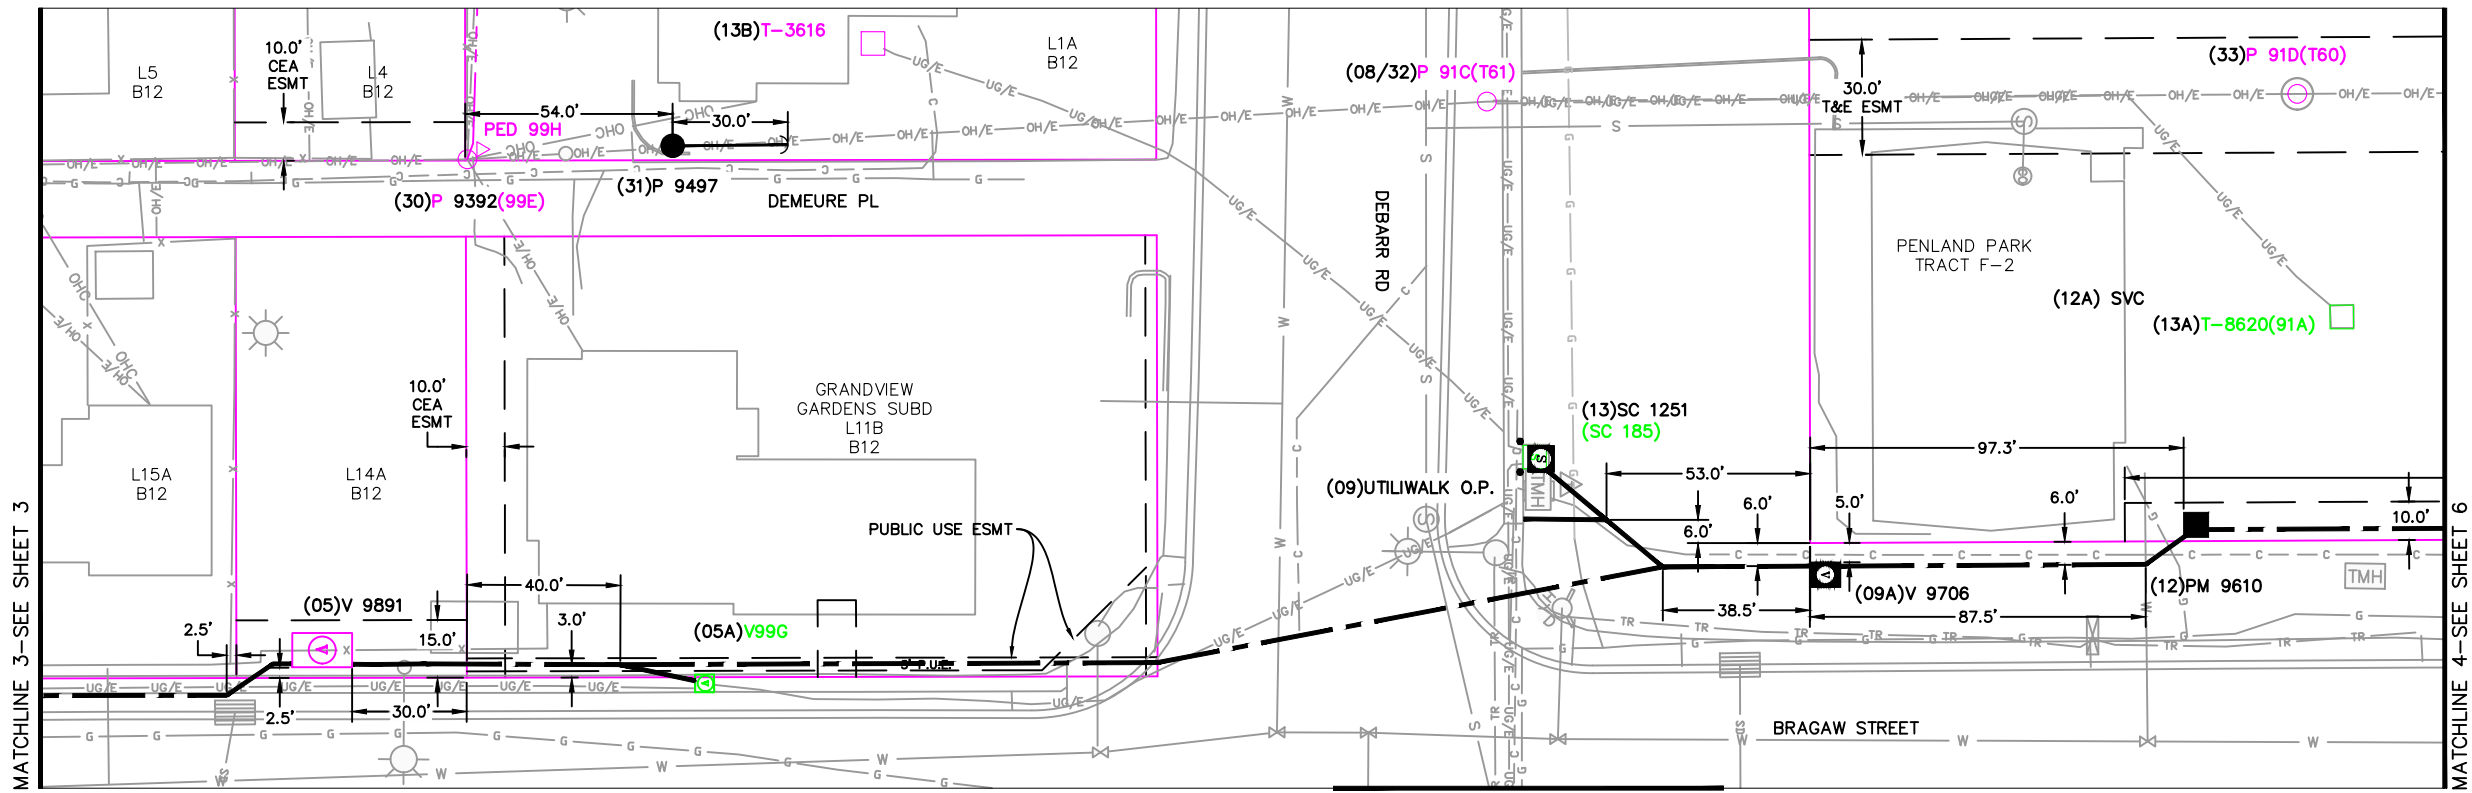 MATCHLINE 3-SEE SHEET 3
MATCHLINE 4-SEE SHEET 6
L5
B12
10.0'
CEA
ESMT
L4
B12
(13B)T-3616
L1A
B12
54.0'
30.0'
PED 99H
(30)P 9392(99E)
(31)P 9497
DEMEURE PL
DEBARR RD
(08/32)P 91C(T61)
(33)P 91D(T60)
30.0'
T&E ESMT
PENLAND PARK
TRACT F-2
(12A) SVC
(13A)T-8620(91A)
10.0'
CEA
ESMT
GRANDVIEW
GARDENS SUBD
L11B
B12
L15A
B12
L14A
B12
(13)SC 1251
(SC 185)
(09)UTILIWALK O.P.
TMH
53.0'
97.3'
6.0'
6.0'
5.0'
6.0'
10.0'
PUBLIC USE ESMT
40.0'
(05)V 9891
2.5'
15.0'
3.0'
(05A)V99G
5' P.U.E.
2.5'
30.0'
38.5'
(09A)V 9706
87.5'
(12)PM 9610
TMH
BRAGAW STREET
OH/E
UG/E
OHC
C
G
S
W
TR
X
SD